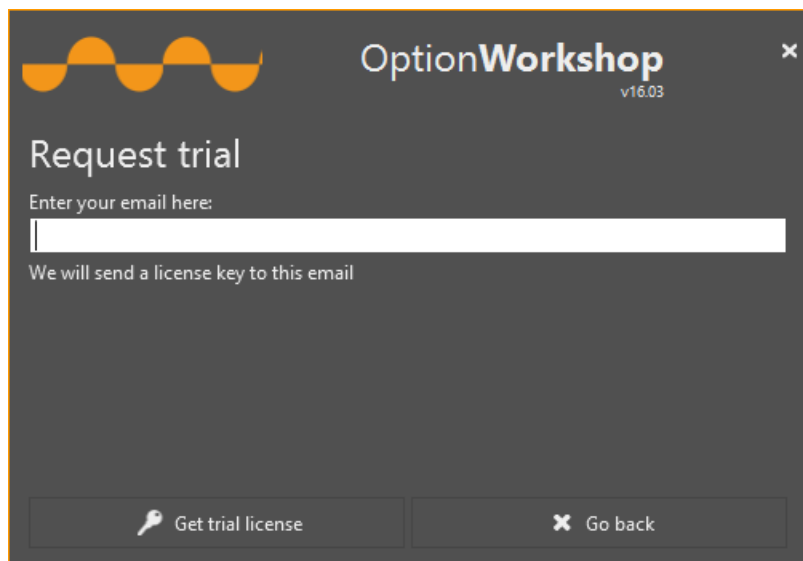 OptionWorkshop
v16.03
Request trial
Enter your email here:
We will send a license key to this email
Get trial license
Go back